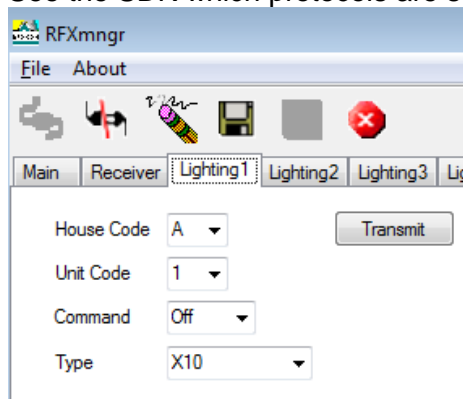 RFXmngr
File About
Main Receiver Lighting1 Lighting2 Lighting3
House Code A Transmit
Unit Code 1
Command Off
Type X10